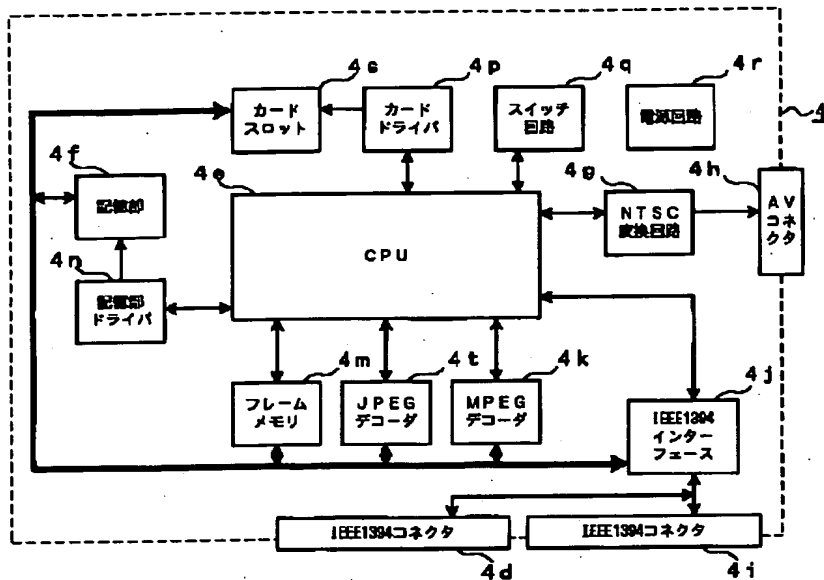 4s
4p
4q
4r
4
カード
スロット
カード
ドライバ
スイッチ
回路
電源回路
4f
4e
4g
4h
記憶部
NTSC
変換回路
AV
コネクタ
4n
CPU
記憶部
ドライバ
4m
4t
4k
4j
フレーム
メモリ
JPEG
デコーダ
MPEG
デコーダ
IEEE1394
インター
フェース
IEEE1394コネクタ
IEEE1394コネクタ
4d
4i